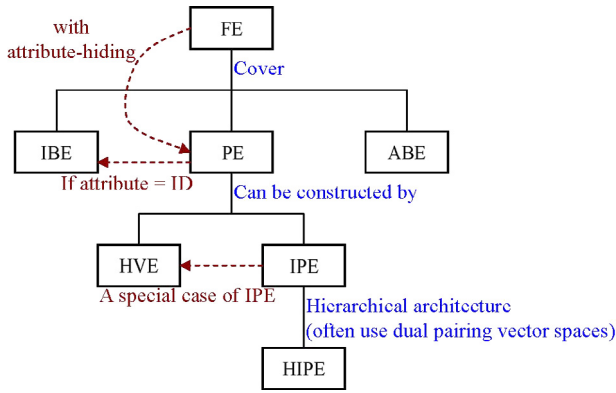 with
attribute-hiding
FE
Cover
IBE
PE
ABE
If attribute = ID
Can be constructed by
HVE
IPE
A special case of IPE
Hierarchical architecture
(often use dual pairing vector spaces)
HIPE